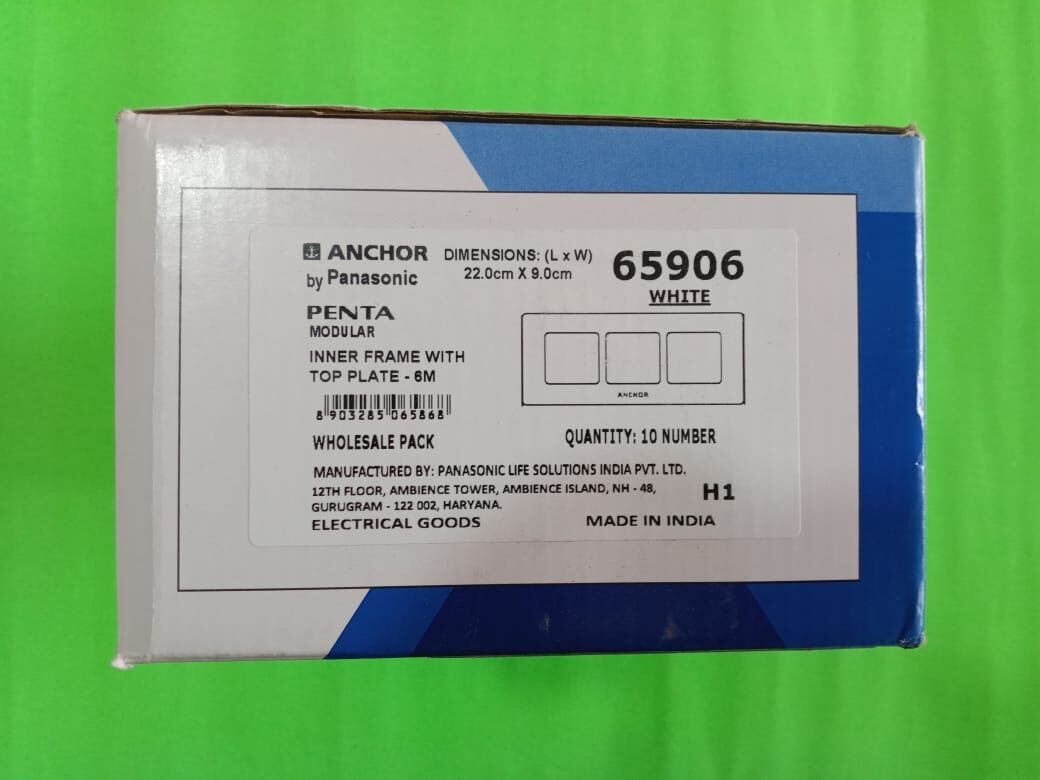 ANCHOR
by Panasonic
DIMENSIONS: (L x W)
22.0cm X 9.0cm
65906
WHITE
PENTA
MODULAR
INNER FRAME WITH
TOP PLATE - 6M
ANCHOR
8 903285 065868
WHOLESALE PACK
QUANTITY: 10 NUMBER
MANUFACTURED BY: PANASONIC LIFE SOLUTIONS INDIA PVT. LTD.
12TH FLOOR, AMBIENCE TOWER, AMBIENCE ISLAND, NH - 48,
GURUGRAM - 122 002, HARYANA.
H1
ELECTRICAL GOODS
MADE IN INDIA